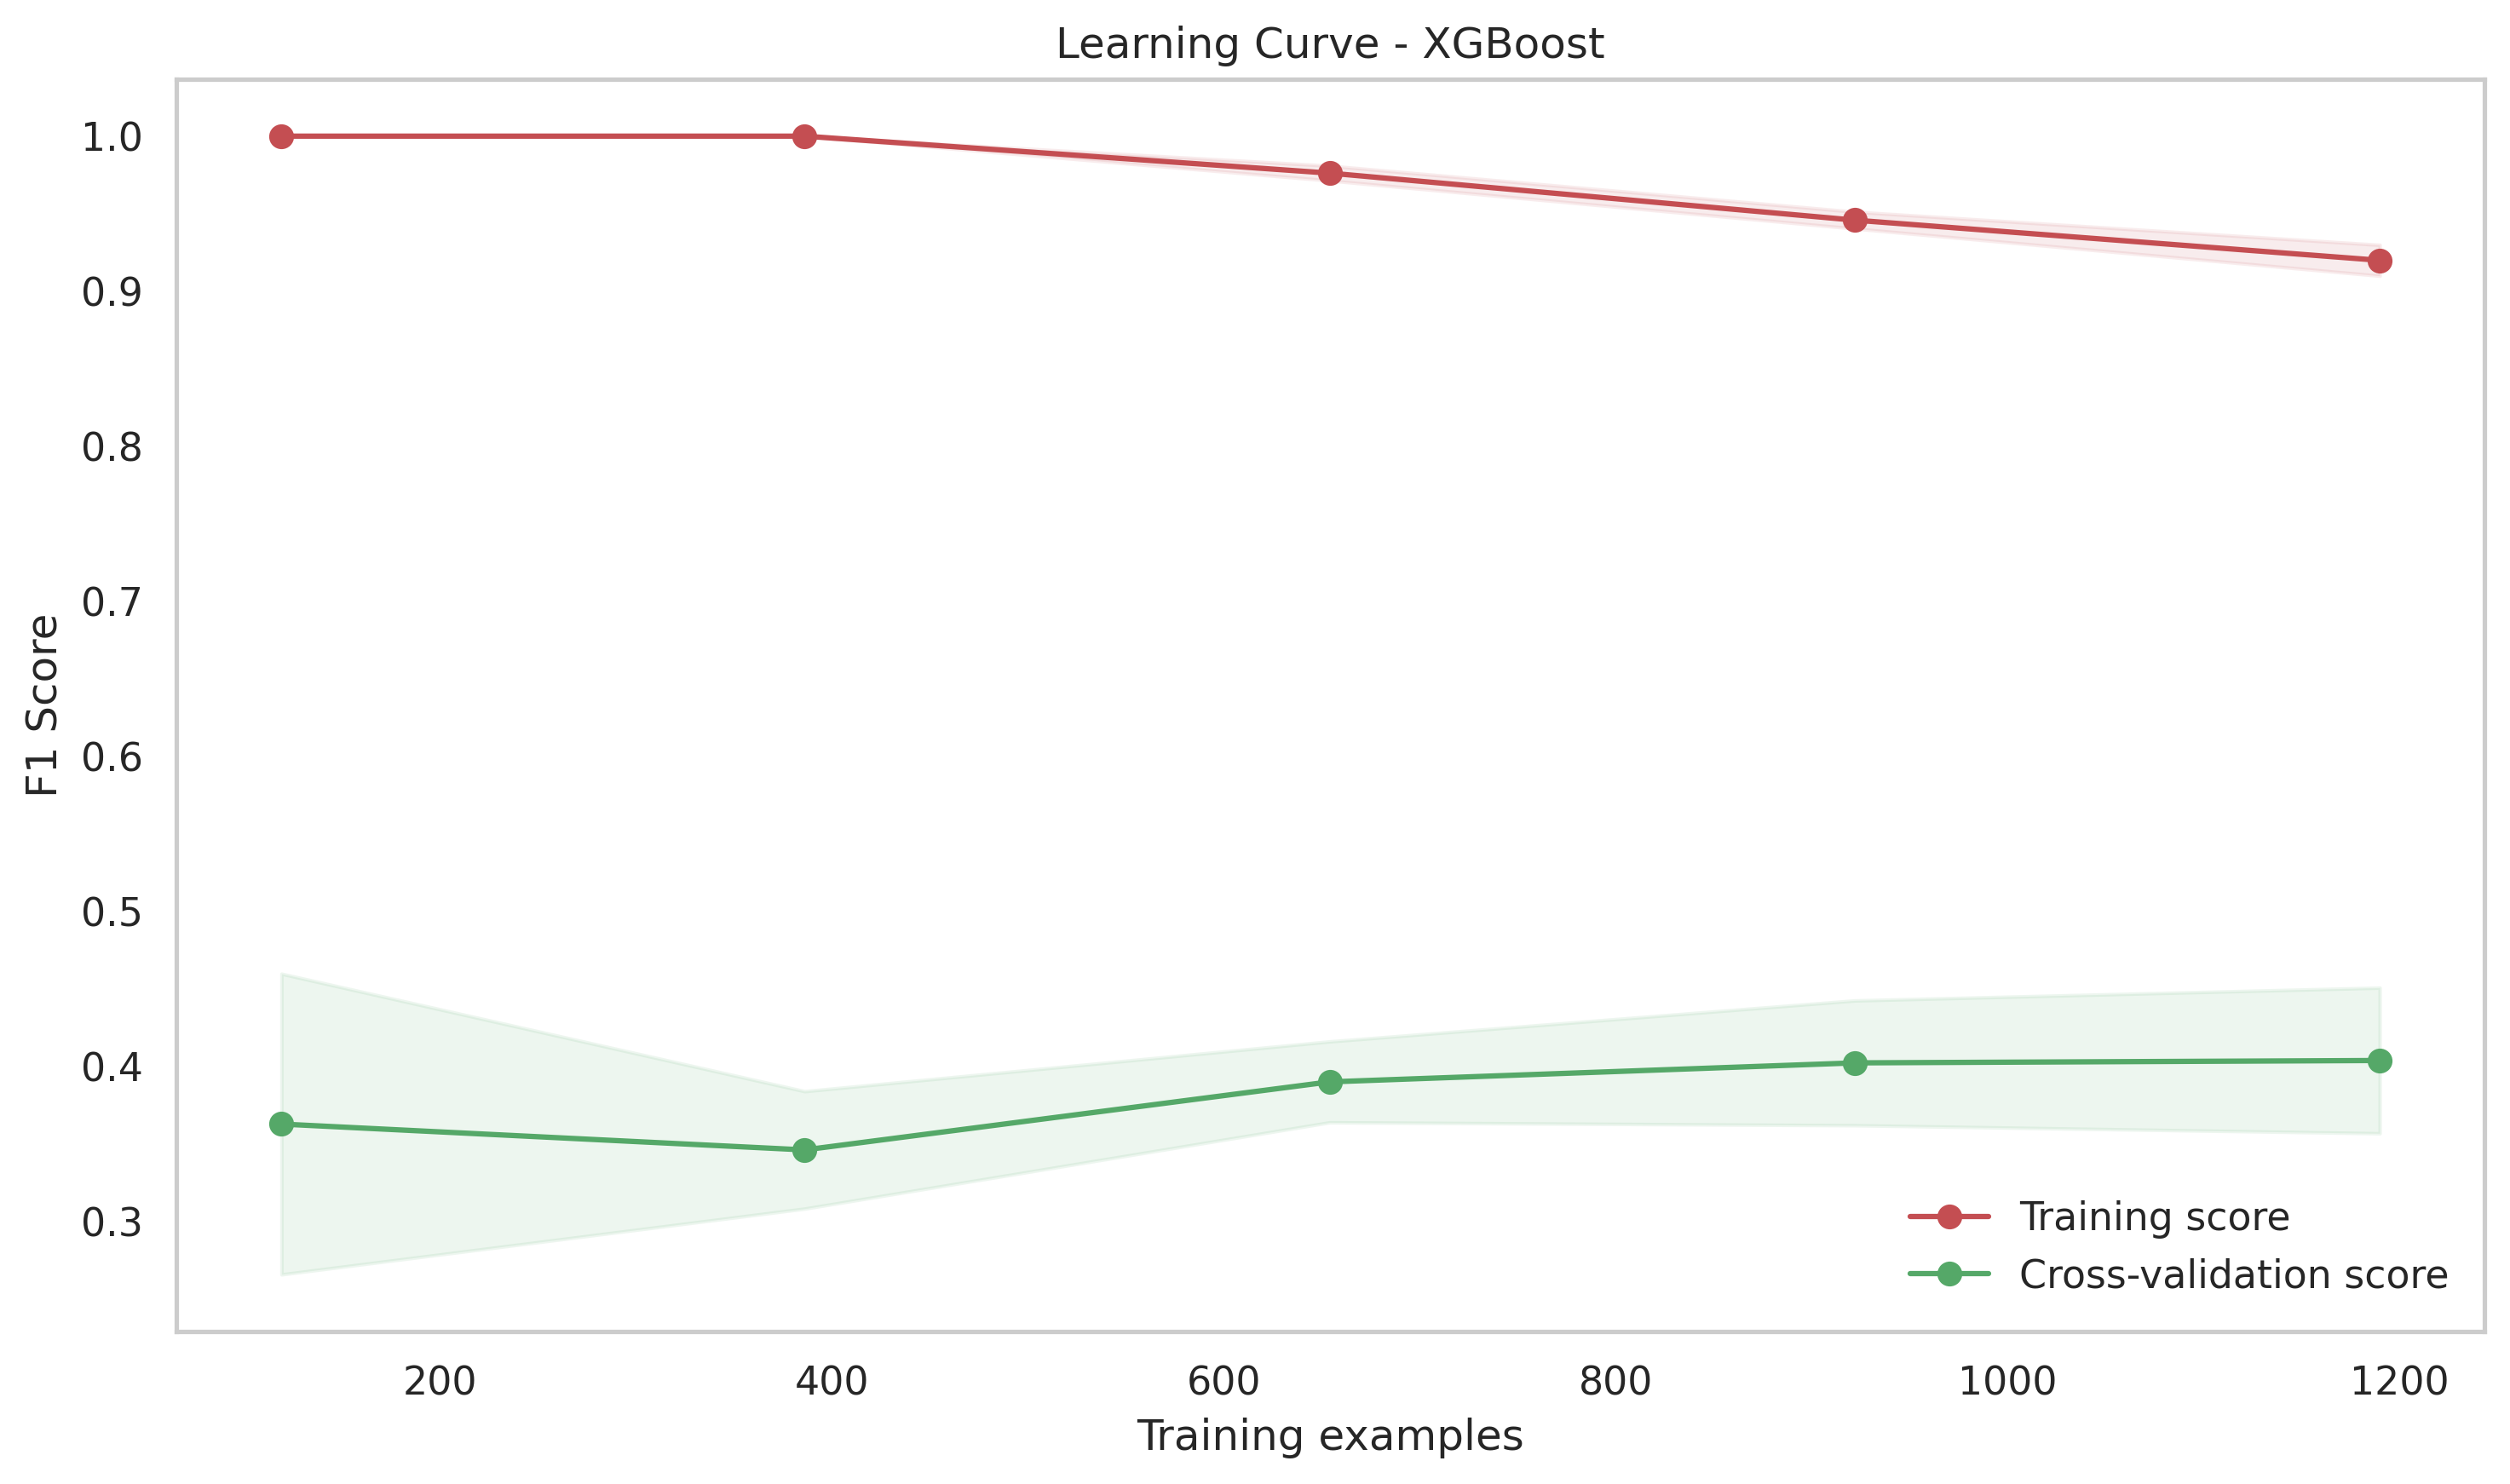 Learning Curve - XGBoost
1.0
0.9
0.8
0.7
0.6
0.5
0.4
0.3
F1 Score
200 400 600 800 1000 1200
Training examples
Training score
Cross-validation score